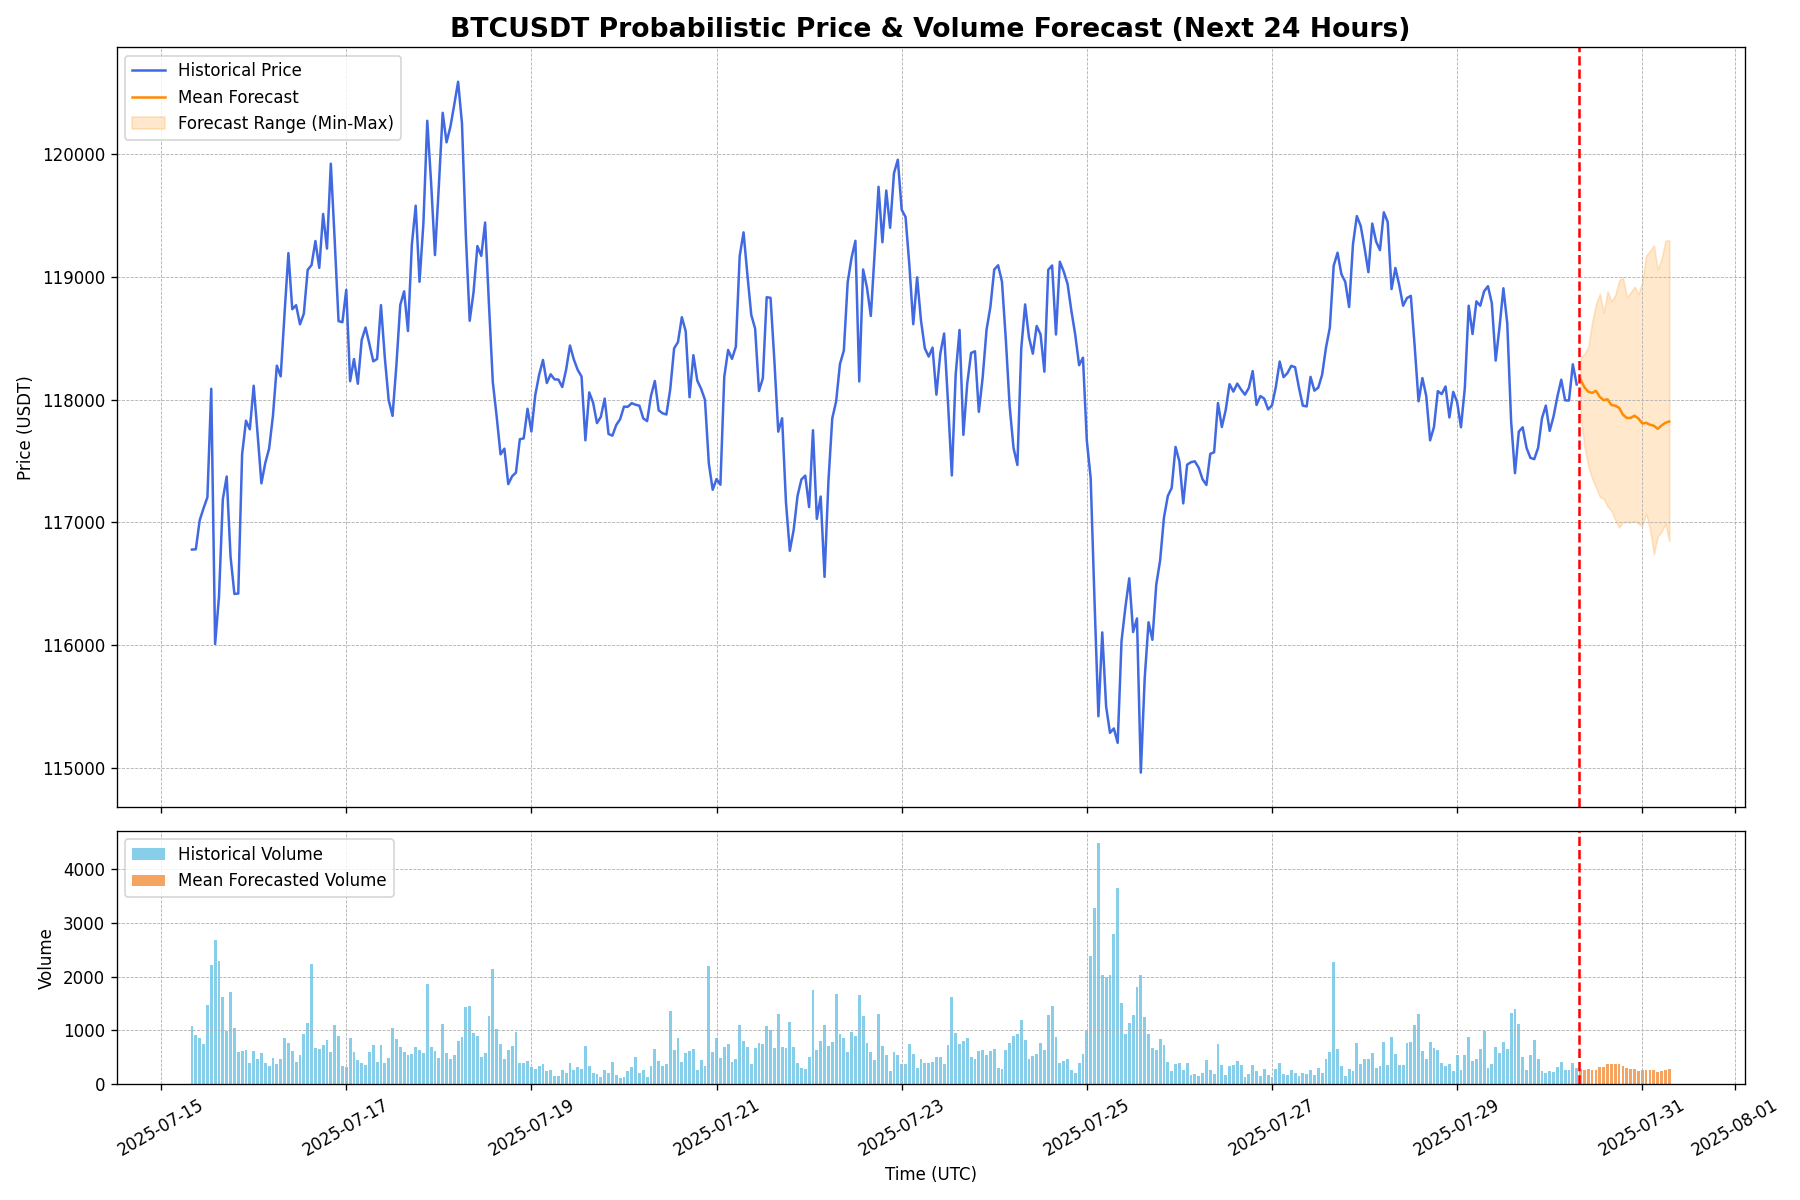 BTCUSDT Probabilistic Price & Volume Forecast (Next 24 Hours)
Historical Price
Mean Forecast
Forecast Range (Min-Max)
Price (USDT)
120000
119000
118000
117000
116000
115000
Historical Volume
Mean Forecasted Volume
Volume
4000
3000
2000
1000
0
2025-07-15
2025-07-17
2025-07-19
2025-07-21
2025-07-23
2025-07-25
2025-07-27
2025-07-29
2025-07-31
2025-08-01
Time (UTC)